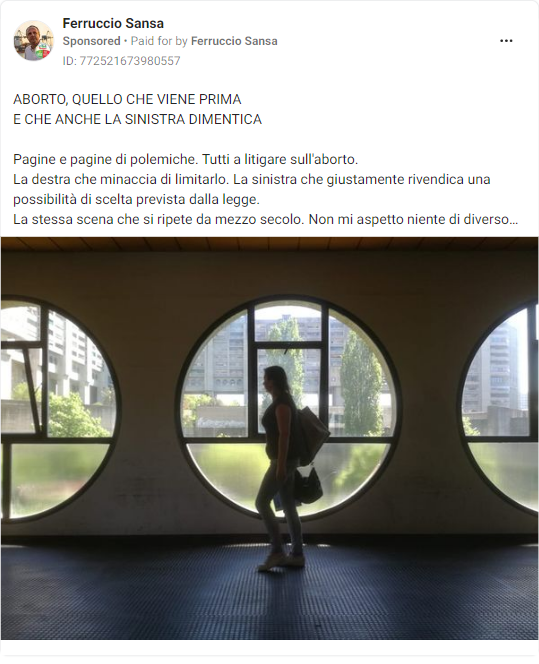 Ferruccio Sansa
Sponsored • Paid for by Ferruccio Sansa
ID: 772521673980557
ABORTO, QUELLO CHE VIENE PRIMA
E CHE ANCHE LA SINISTRA DIMENTICA
Pagine e pagine di polemiche. Tutti a litigare sull'aborto.
La destra che minaccia di limitarlo. La sinistra che giustamente rivendica una
possibilità di scelta prevista dalla legge.
La stessa scena che si ripete da mezzo secolo. Non mi aspetto niente di diverso...